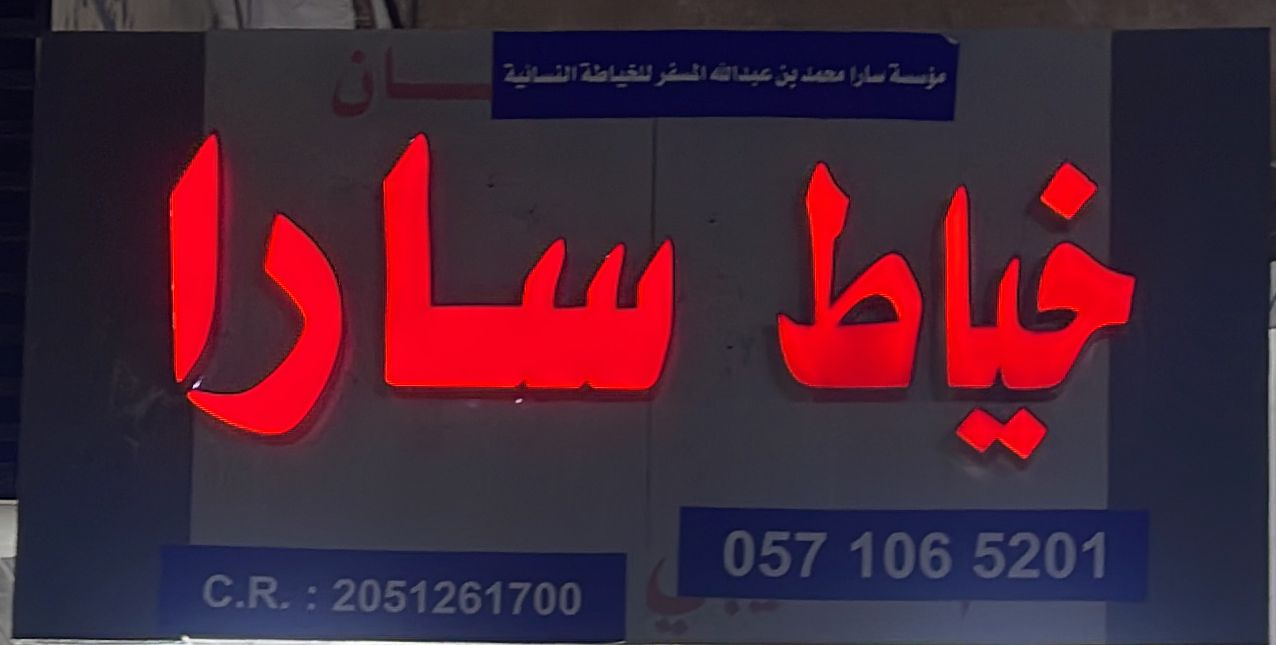 مؤسسة سارا محمد بن عبدالله المسفر للخياطة النسائية
خياط سارا
057 106 5201
C.R. : 2051261700